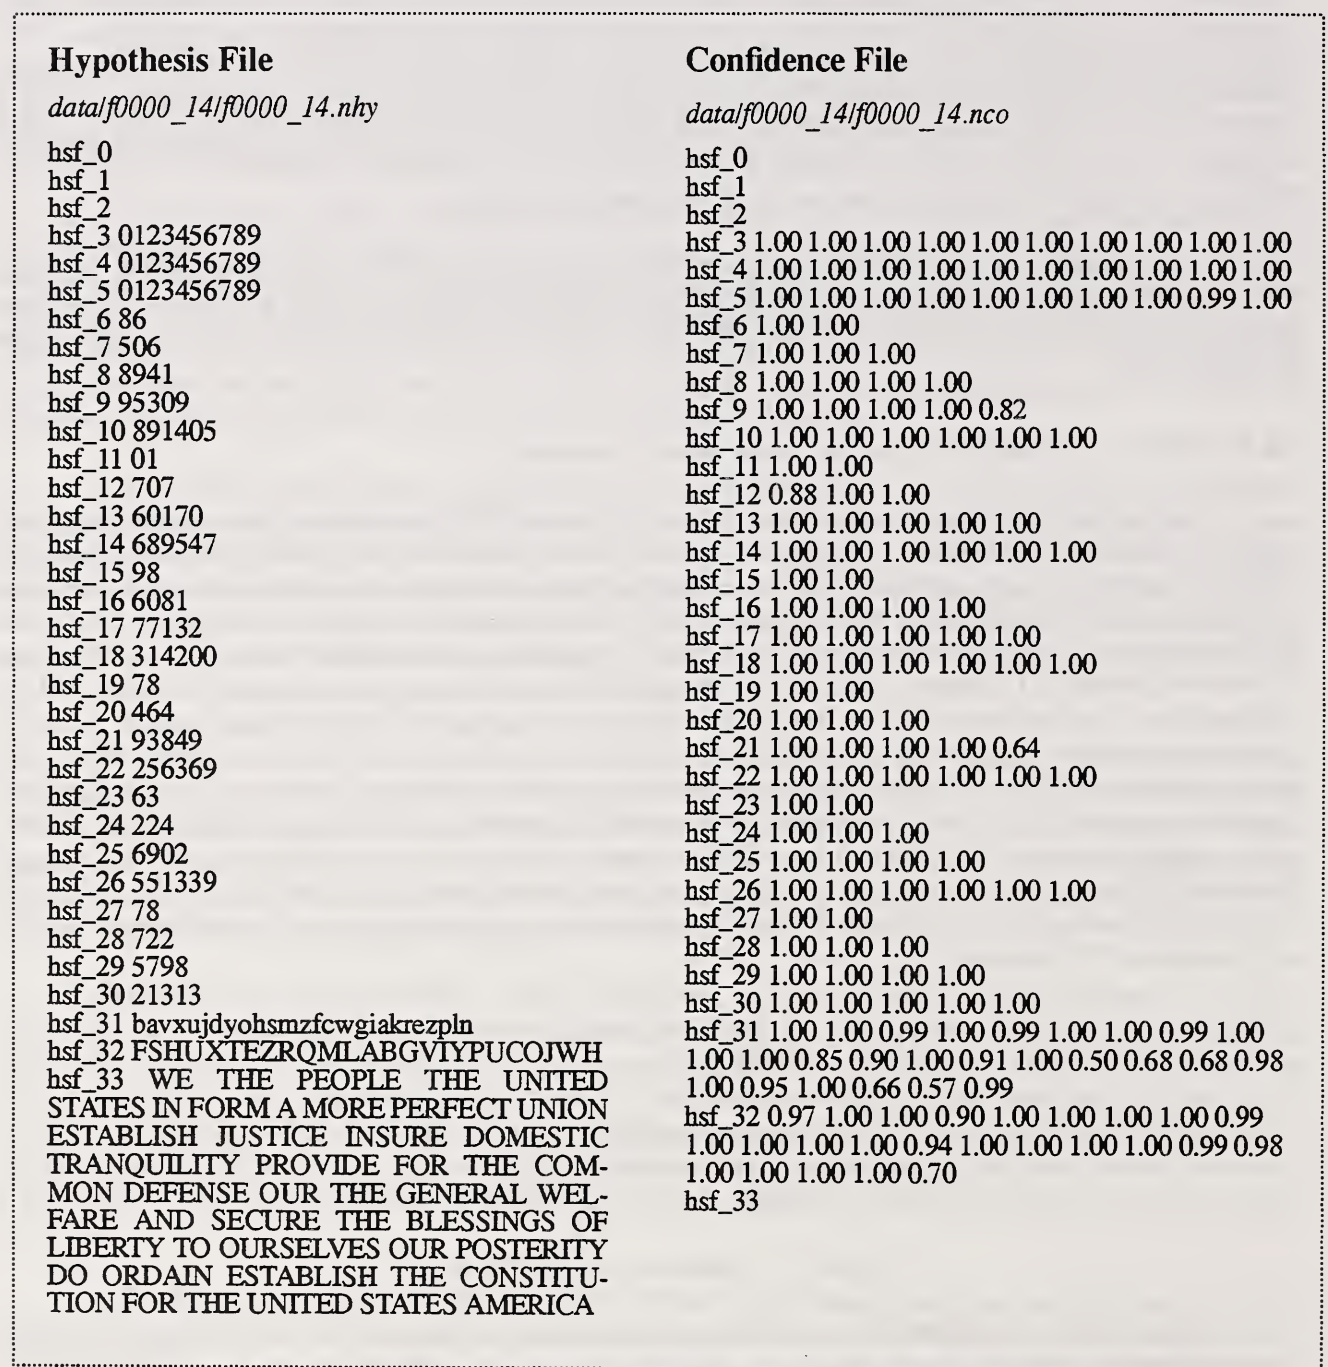 Hypothesis File
data/f0000_14/f0000_14.nhy
hsf_0
hsf_1
hsf_2
hsf_3 0123456789
hsf_4 0123456789
hsf_5 0123456789
hsf_6 86
hsf_7 506
hsf_8 8941
hsf_9 95309
hsf_10 891405
hsf_11 01
hsf_12 707
hsf_13 60170
hsf_14 689547
hsf_15 98
hsf_16 6081
hsf_17 77132
hsf_18 314200
hsf_19 78
hsf_20 464
hsf_21 93849
hsf_22 256369
hsf_23 63
hsf_24 224
hsf_25 6902
hsf_26 551339
hsf_27 78
hsf_28 722
hsf_29 5798
hsf_30 21313
hsf_31 bavxujdyohsmzfcwgiakrezpln
hsf_32 FSHUXTEZRQMLABGVIYPUCOJWH
hsf_33 WE THE PEOPLE THE UNITED
STATES IN FORM A MORE PERFECT UNION
ESTABLISH JUSTICE INSURE DOMESTIC
TRANQUILITY PROVIDE FOR THE COM-
MON DEFENSE OUR THE GENERAL WEL-
FARE AND SECURE THE BLESSINGS OF
LIBERTY TO OURSELVES OUR POSTERITY
DO ORDAIN ESTABLISH THE CONSTITU-
TION FOR THE UNITED STATES AMERICA
Confidence File
data/f0000_14/f0000_14.nco
hsf_0
hsf_1
hsf_2
hsf_3 1.00 1.00 1.00 1.00 1.00 1.00 1.00 1.00 1.00 1.00
hsf_4 1.00 1.00 1.00 1.00 1.00 1.00 1.00 1.00 1.00 1.00
hsf_5 1.00 1.00 1.00 1.00 1.00 1.00 1.00 1.00 0.99 1.00
hsf_6 1.00 1.00
hsf_7 1.00 1.00 1.00
hsf_8 1.00 1.00 1.00 1.00
hsf_9 1.00 1.00 1.00 1.00 0.82
hsf_10 1.00 1.00 1.00 1.00 1.00 1.00
hsf_11 1.00 1.00
hsf_12 0.88 1.00 1.00
hsf_13 1.00 1.00 1.00 1.00 1.00
hsf_14 1.00 1.00 1.00 1.00 1.00 1.00
hsf_15 1.00 1.00
hsf_16 1.00 1.00 1.00 1.00
hsf_17 1.00 1.00 1.00 1.00 1.00
hsf_18 1.00 1.00 1.00 1.00 1.00 1.00
hsf_19 1.00 1.00
hsf_20 1.00 1.00 1.00
hsf_21 1.00 1.00 1.00 1.00 0.64
hsf_22 1.00 1.00 1.00 1.00 1.00 1.00
hsf_23 1.00 1.00
hsf_24 1.00 1.00 1.00
hsf_25 1.00 1.00 1.00 1.00
hsf_26 1.00 1.00 1.00 1.00 1.00 1.00
hsf_27 1.00 1.00
hsf_28 1.00 1.00 1.00
hsf_29 1.00 1.00 1.00 1.00
hsf_30 1.00 1.00 1.00 1.00 1.00
hsf_31 1.00 1.00 0.99 1.00 0.99 1.00 1.00 0.99 1.00
1.00 1.00 0.85 0.90 1.00 0.91 1.00 0.50 0.68 0.68 0.98
1.00 0.95 1.00 0.66 0.57 0.99
hsf_32 0.97 1.00 1.00 0.90 1.00 1.00 1.00 1.00 0.99
1.00 1.00 1.00 1.00 0.94 1.00 1.00 1.00 1.00 0.99 0.98
1.00 1.00 1.00 1.00 0.70
hsf_33